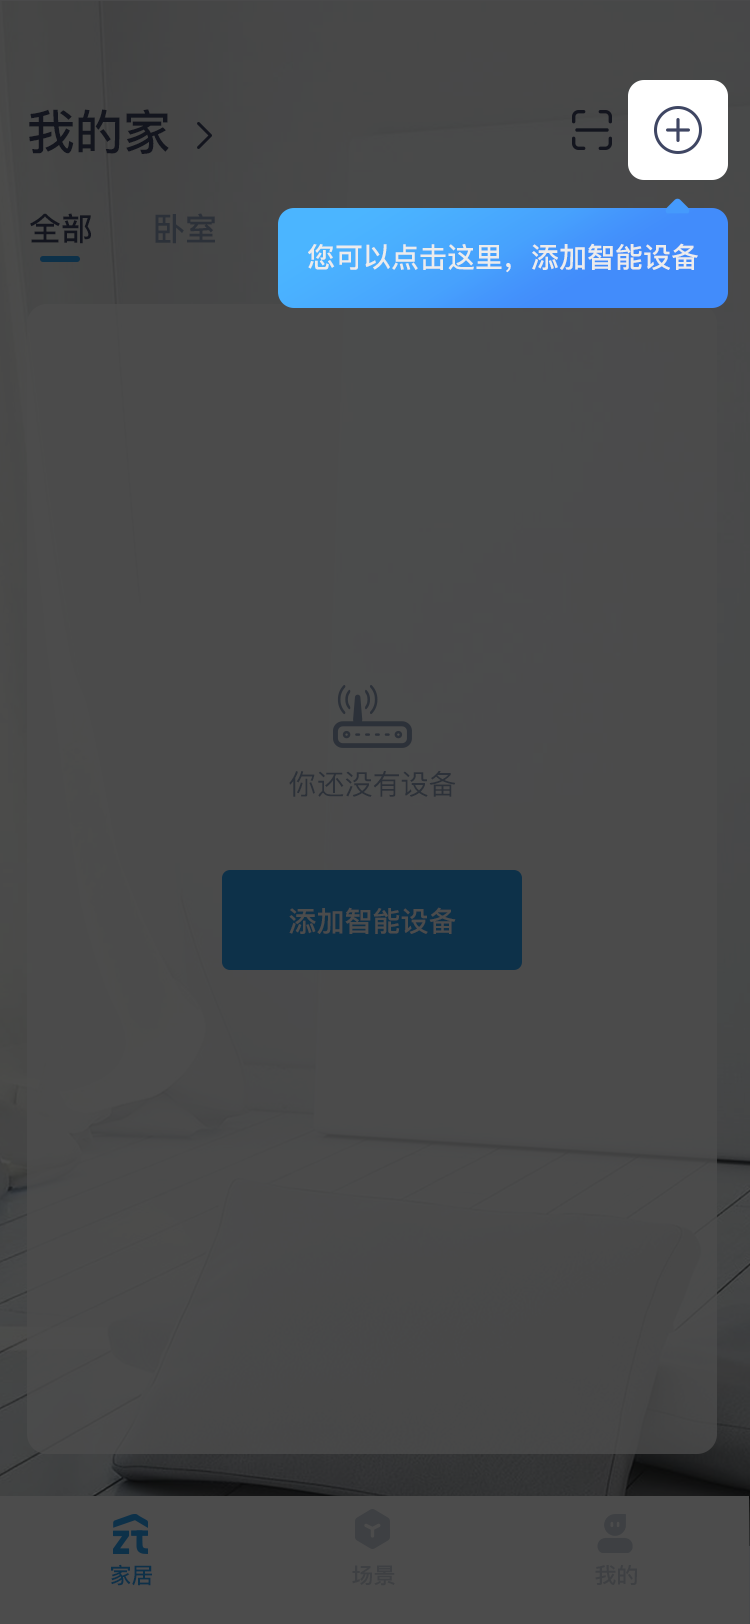 我的家
全部 卧室
您可以点击这里，添加智能设备
你还没有设备
添加智能设备
zt
家居 场景 我的